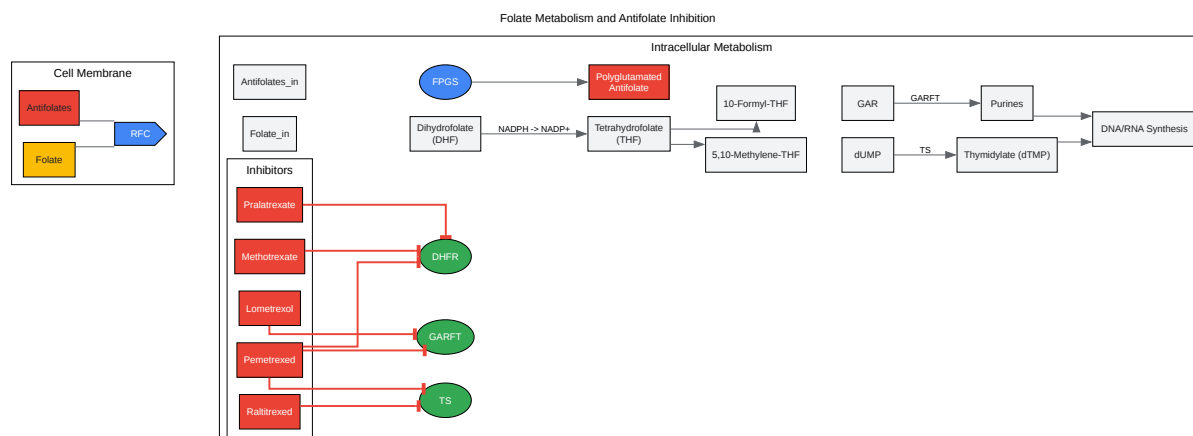 Folate Metabolism and Antifolate Inhibition
Intracellular Metabolism
Cell Membrane
Antifolates
RFC
Folate
Antifolates_in
Folate_in
FPGS
Polyglutamated
Antifolate
10-Formyl-THF
Dihydrofolate
(DHF)
NADPH -> NADP+
Tetrahydrofolate
(THF)
5,10-Methylene-THF
GAR
GARFT
Purines
DNA/RNA Synthesis
dUMP
TS
Thymidylate (dTMP)
Inhibitors
Pralatrexate
Methotrexate
DHFR
Lometrexol
GARFT
Pemetrexed
TS
Raltitrexed